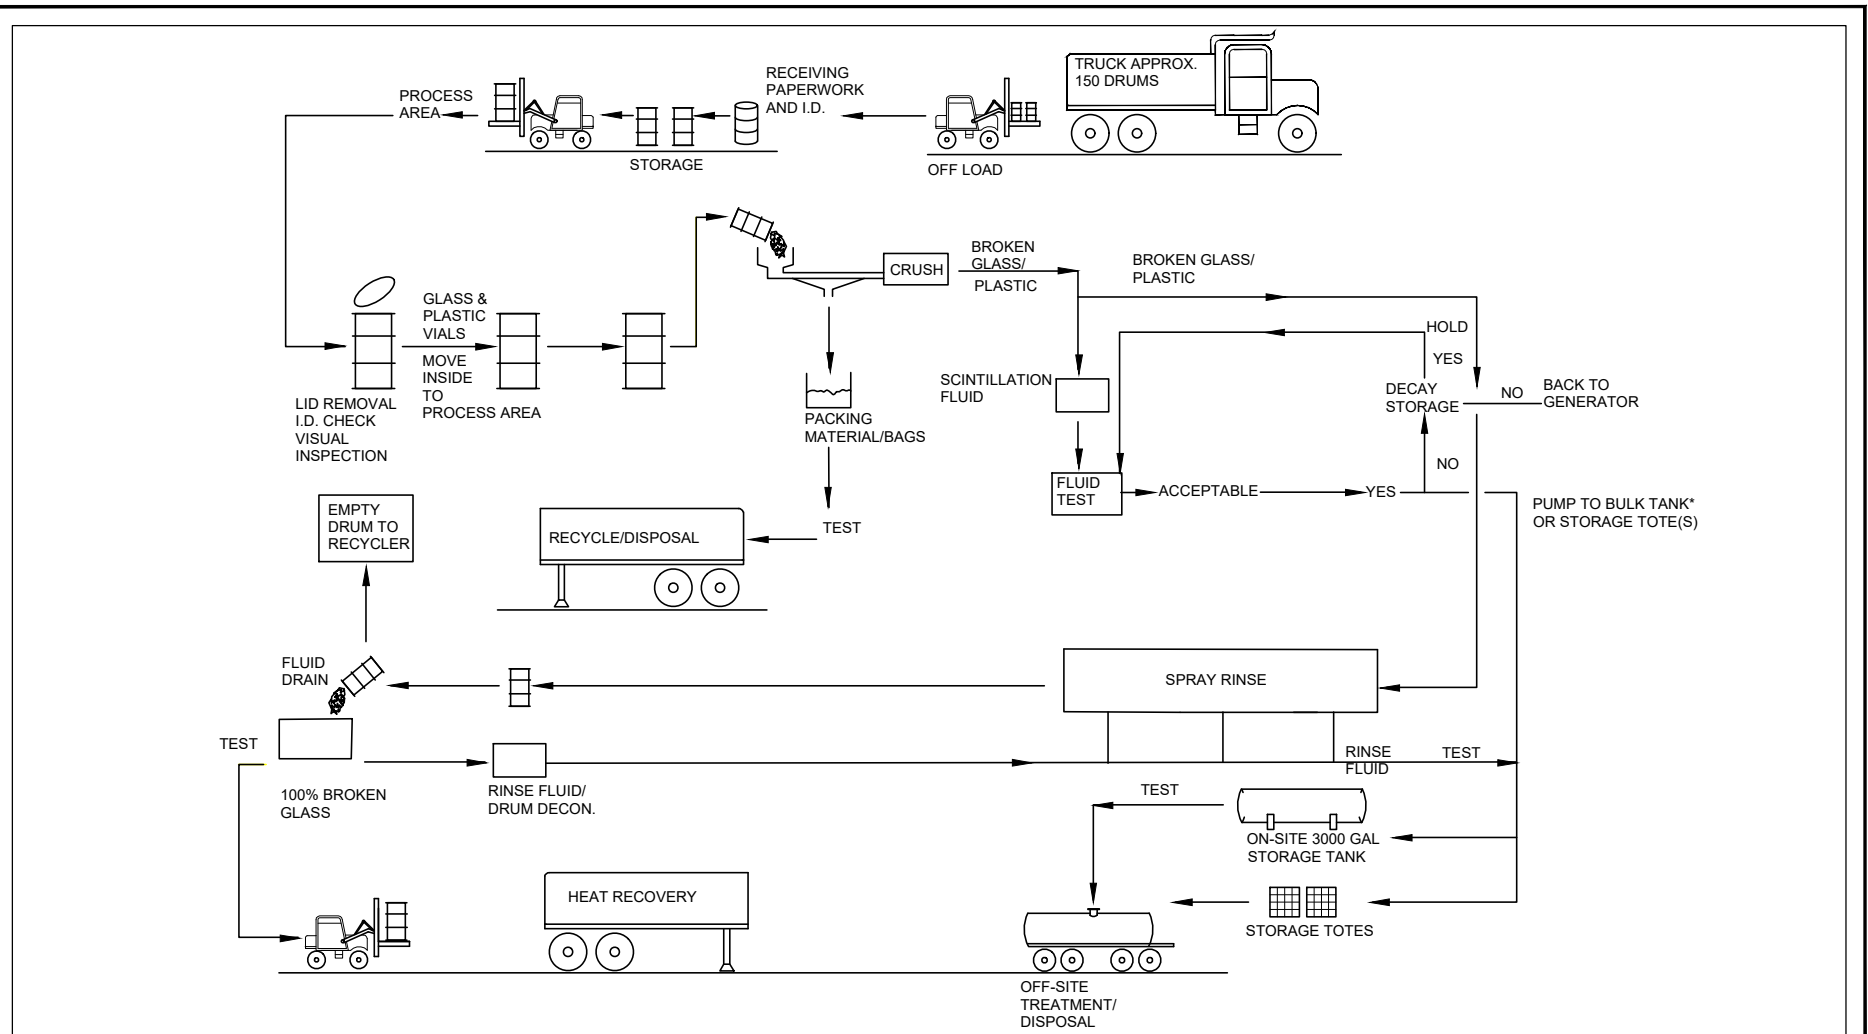 TRUCK APPROX.
150 DRUMS
OFF LOAD
RECEIVING
PAPERWORK
AND I.D.
STORAGE
PROCESS
AREA
LID REMOVAL
I.D. CHECK
VISUAL
INSPECTION
GLASS &
PLASTIC
VIALS
MOVE
INSIDE
TO
PROCESS AREA
CRUSH
BROKEN
GLASS/
PLASTIC
BROKEN GLASS/
PLASTIC
PACKING
MATERIAL/BAGS
TEST
RECYCLE/DISPOSAL
SCINTILLATION
FLUID
FLUID
TEST
ACCEPTABLE
YES
NO
DECAY
STORAGE
YES
HOLD
NO
BACK TO
GENERATOR
PUMP TO BULK TANK*
OR STORAGE TOTE(S)
EMPTY
DRUM TO
RECYCLER
FLUID
DRAIN
SPRAY RINSE
TEST
100% BROKEN
GLASS
RINSE FLUID/
DRUM DECON.
RINSE
FLUID
TEST
TEST
ON-SITE 3000 GAL
STORAGE TANK
STORAGE TOTES
HEAT RECOVERY
OFF-SITE
TREATMENT/
DISPOSAL